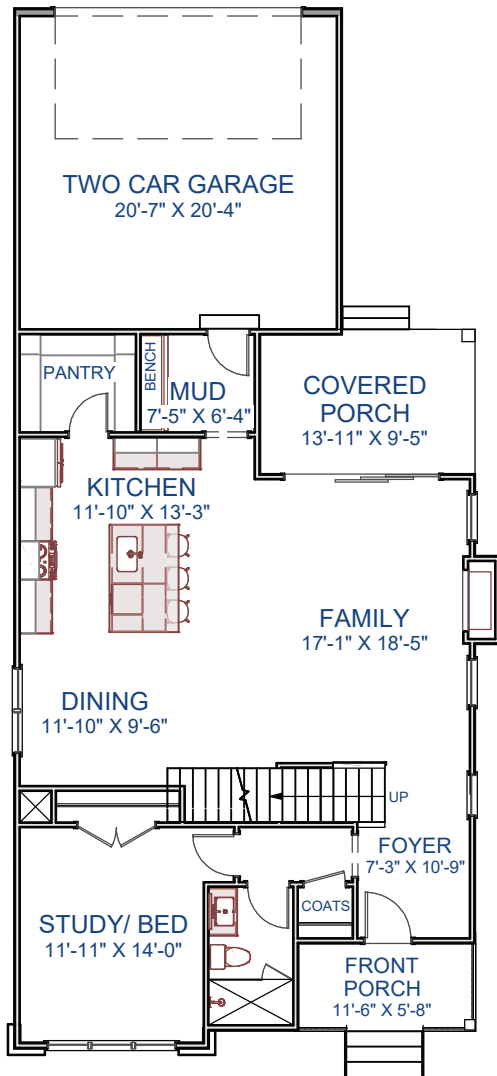 TWO CAR GARAGE
20'-7" X 20'-4"
PANTRY
BENCH
MUD
7'-5" X 6'-4"
COVERED
PORCH
13'-11" X 9'-5"
KITCHEN
11'-10" X 13'-3"
FAMILY
17'-1" X 18'-5"
DINING
11'-10" X 9'-6"
UP
FOYER
7'-3" X 10'-9"
COATS
STUDY/ BED
11'-11" X 14'-0"
FRONT
PORCH
11'-6" X 5'-8"